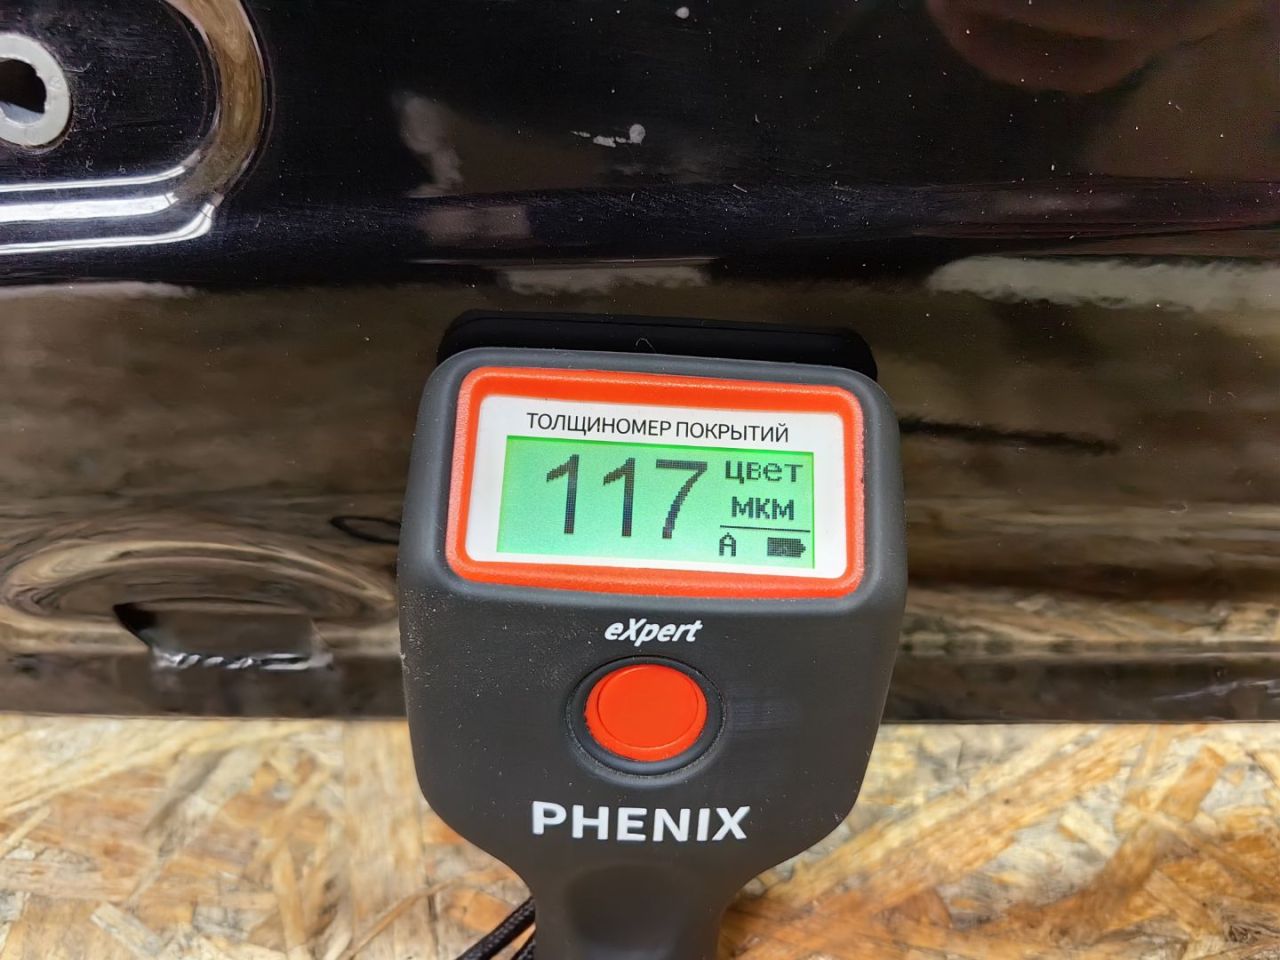 ТОЛЩИНОМЕР ПОКРЫТИЙ
117 цвет
мкм
A
eXpert
PHENIX